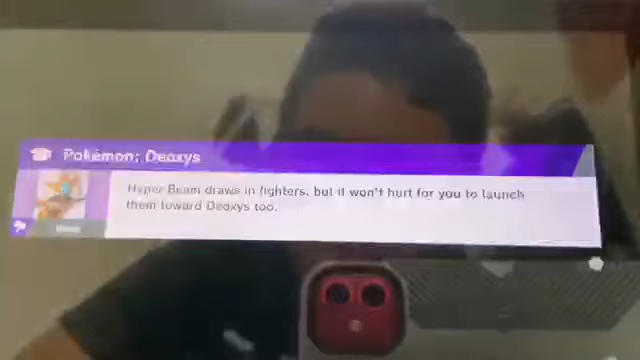 Pokémon: Deoxys
Hyper Beam draws in fighters, but it won't hurt for you to launch
them toward Deoxys too.